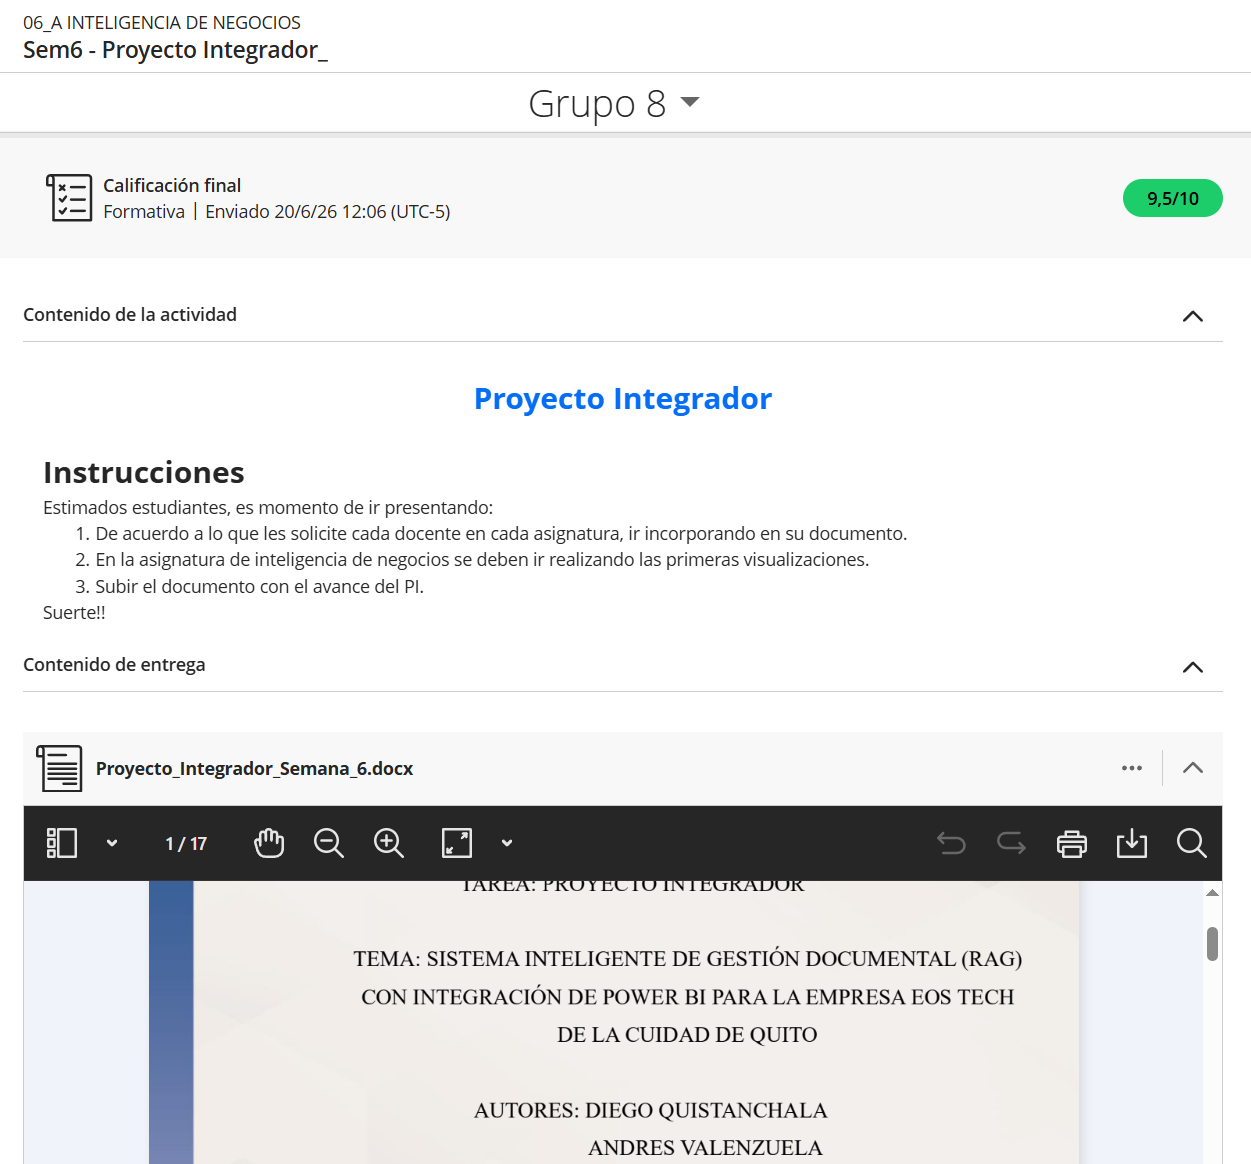 06_A INTELIGENCIA DE NEGOCIOS
Sem6 - Proyecto Integrador_
Grupo 8
Calificación final
Formativa | Enviado 20/6/26 12:06 (UTC-5)
9,5/10
Contenido de la actividad
Proyecto Integrador
Instrucciones
Estimados estudiantes, es momento de ir presentando:
1. De acuerdo a lo que les solicite cada docente en cada asignatura, ir incorporando en su documento.
2. En la asignatura de inteligencia de negocios se deben ir realizando las primeras visualizaciones.
3. Subir el documento con el avance del PI.
Suerte!!
Contenido de entrega
Proyecto_Integrador_Semana_6.docx
1 / 17
TAREA: PROYECTO INTEGRADOR
TEMA: SISTEMA INTELIGENTE DE GESTIÓN DOCUMENTAL (RAG)
CON INTEGRACIÓN DE POWER BI PARA LA EMPRESA EOS TECH
DE LA CUIDAD DE QUITO
AUTORES: DIEGO QUISTANCHALA
ANDRES VALENZUELA